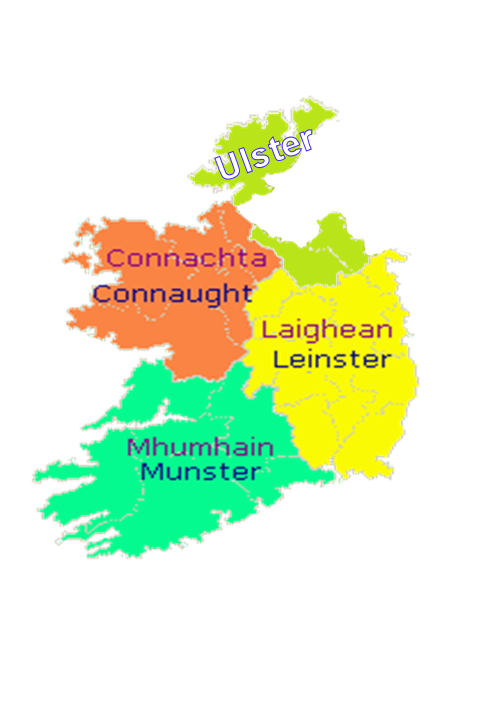 Ulster
Connachta
Connaught
Laighean
Leinster
Mhumhain
Munster